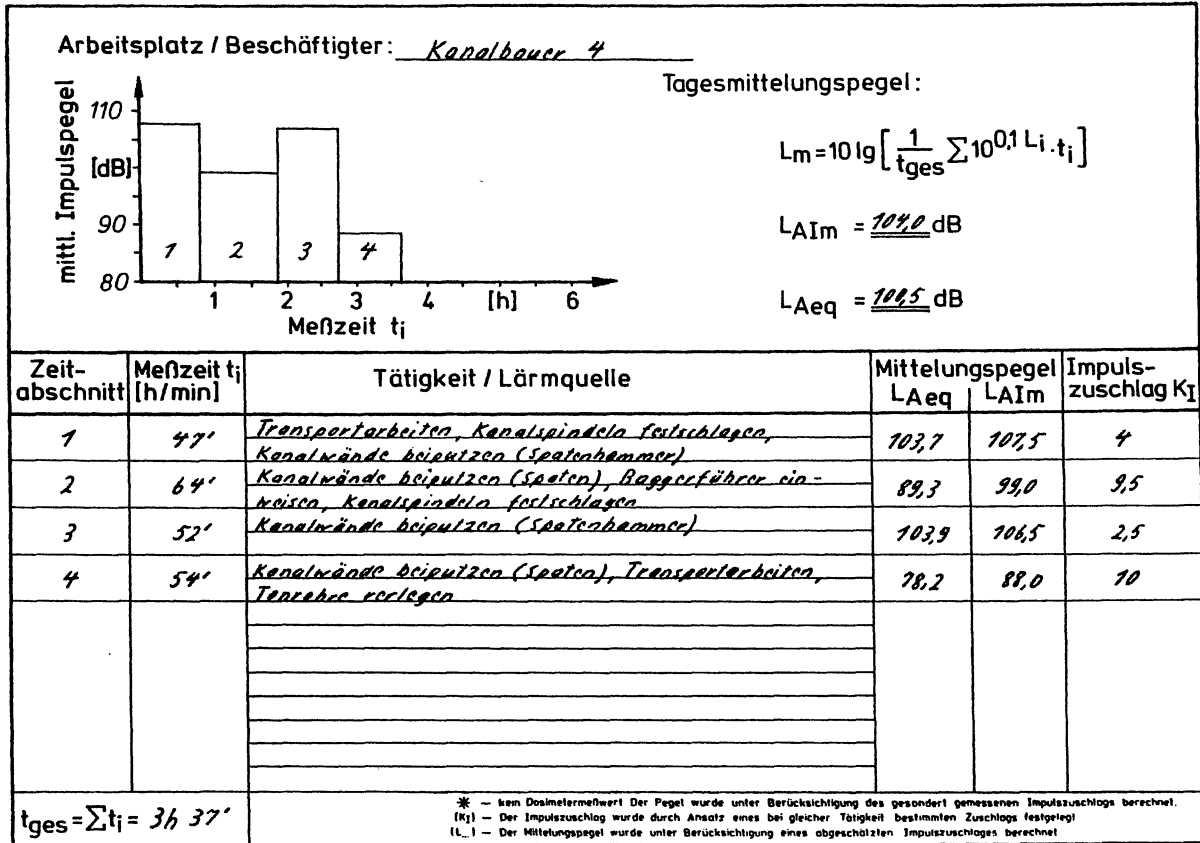 Arbeitsplatz / Beschäftigter: Kanalbauer 4
mittl. Impulspegel
[dB]
110
90
80
1 2 3 4
1 2 3 4 [h] 6
Meßzeit ti
Tagesmittelungspegel:
Lm = 10 lg [ 1/tges ∑ 10^0,1 Li · ti ]
LAIm = 104,0 dB
LAeq = 100,5 dB
Zeitabschnitt Meßzeit ti [h/min] Tätigkeit / Lärmquelle Mittelungspegel LAeq LAIm Impulszuschlag KI
1 47' Transportarbeiten, Kanalspindeln festschlagen, 103,7 107,5 4
Kanalwände beiputzen (Spatenhammer)
2 64' Kanalwände beiputzen (Spaten), Baggerführer ein- 89,3 99,0 9,5
weisen, Kanalspindeln festschlagen
3 52' Kanalwände beiputzen (Spatenhammer) 103,9 106,5 2,5
4 54' Kanalwände beiputzen (Spaten), Transportarbeiten, 78,2 88,0 10
Tonrohre verlegen
tges = ∑ti = 3h 37'
* – kein Dosimetermeßwert Der Pegel wurde unter Berücksichtigung des gesondert gemessenen Impulszuschlags berechnet.
(KI) – Der Impulszuschlag wurde durch Ansatz eines bei gleicher Tätigkeit bestimmten Zuschlags festgelegt
(L_) – Der Mittelungspegel wurde unter Berücksichtigung eines abgeschätzten Impulszuschlages berechnet